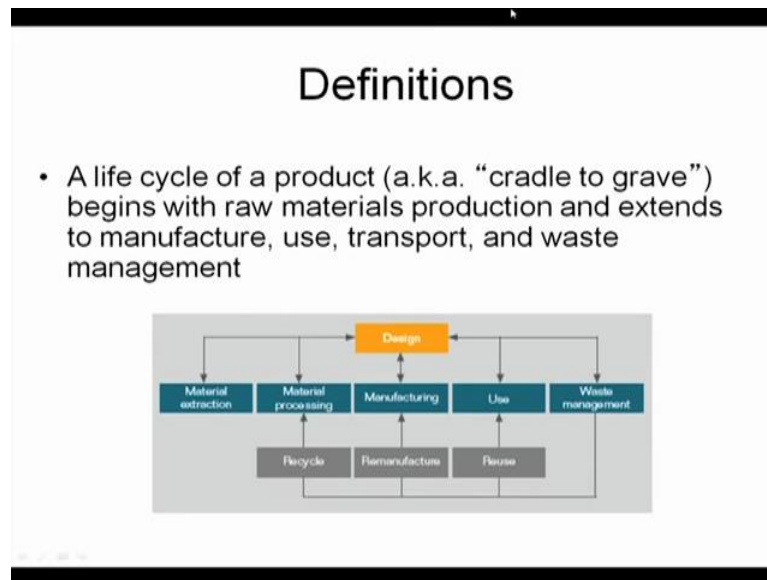 Definitions
• A life cycle of a product (a.k.a. “cradle to grave”)
begins with raw materials production and extends
to manufacture, use, transport, and waste
management
Design
Material
extraction
Material
processing
Manufacturing
Use
Waste
management
Recycle
Remanufacture
Reuse